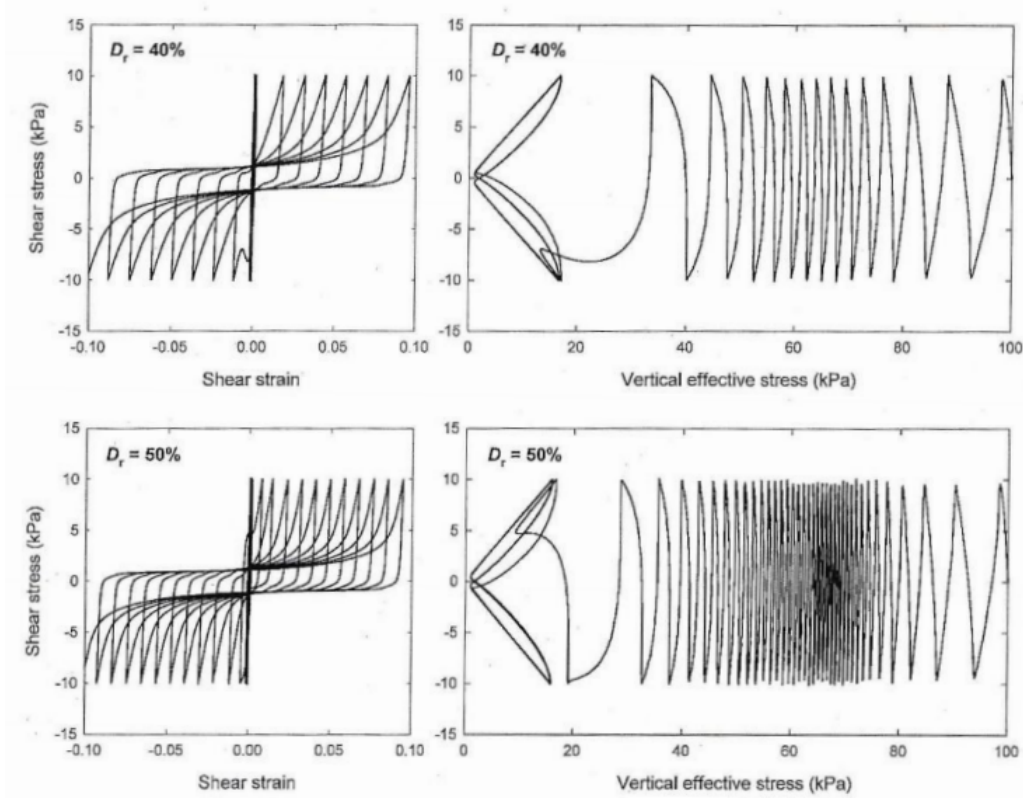 15
10
5
0
-5
-10
-15
Shear stress (kPa)
Dr = 40%
-0.10 -0.05 0.00 0.05 0.10
Shear strain
Dr = 40%
15
10
5
0
-5
-10
-15
0 20 40 60 80 100
Vertical effective stress (kPa)
15
10
5
0
-5
-10
-15
Shear stress (kPa)
Dr = 50%
-0.10 -0.05 0.00 0.05 0.10
Shear strain
Dr = 50%
15
10
5
0
-5
-10
-15
0 20 40 60 80 100
Vertical effective stress (kPa)